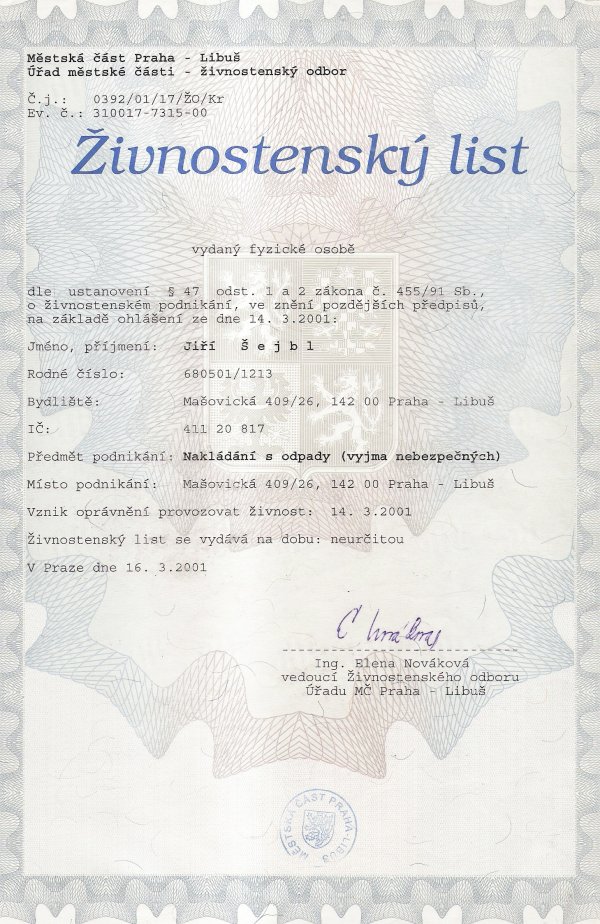 Městská část Praha - Libuš
Úřad městské části - živnostenský odbor
Č.j.: 0392/01/17/ŽO/Kr
Ev. č.: 310017-7315-00
Živnostenský list
vydaný fyzické osobě
dle ustanovení § 47 odst. 1 a 2 zákona č. 455/91 Sb.,
o živnostenském podnikání, ve znění pozdějších předpisů,
na základě ohlášení ze dne 14. 3.2001:
Jméno, příjmení: Jiří Š e j b l
Rodné číslo: 680501/1213
Bydliště: Mašovická 409/26, 142 00 Praha - Libuš
IČ: 411 20 817
Předmět podnikání: Nakládání s odpady (vyjma nebezpečných)
Místo podnikání: Mašovická 409/26, 142 00 Praha - Libuš
Vznik oprávnění provozovat živnost: 14. 3.2001
Živnostenský list se vydává na dobu: neurčitou
V Praze dne 16. 3.2001
Ing. Elena Nováková
vedoucí Živnostenského odboru
Úřadu MČ Praha - Libuš
MĚSTSKÁ ČÁST PRAHA-LIBUŠ